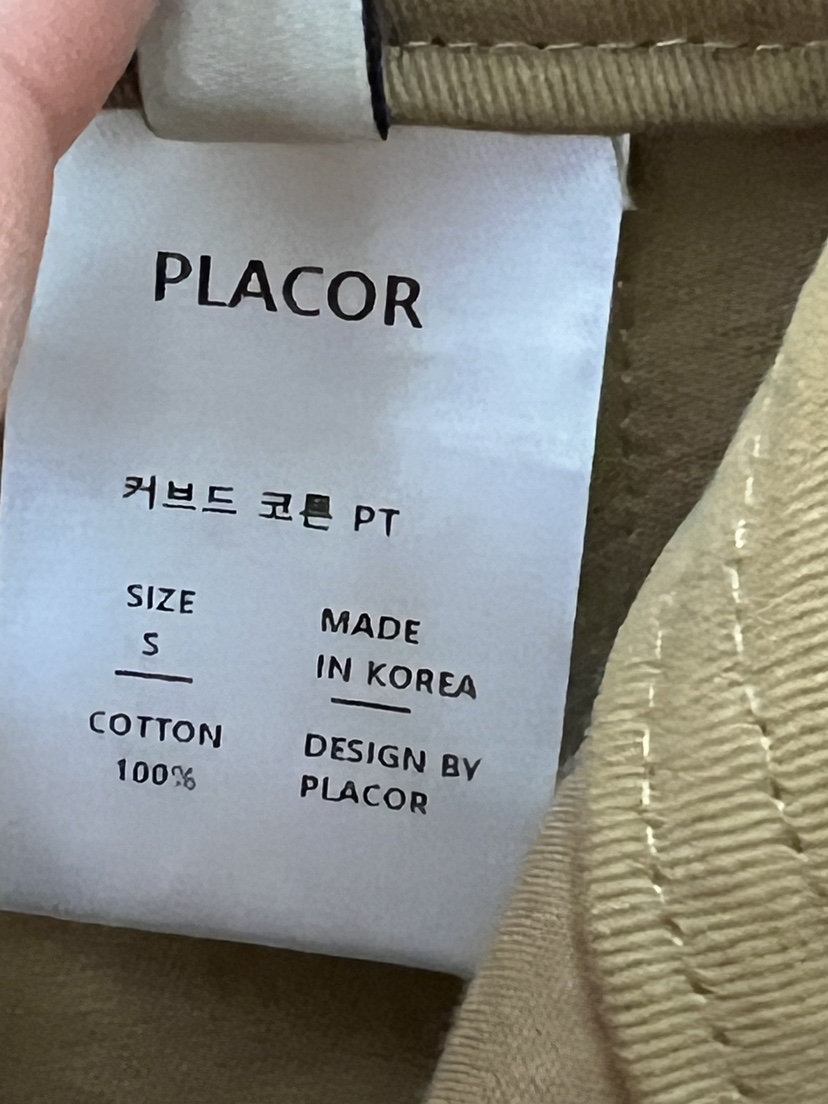 PLACOR
커브드 코튼 PT
SIZE
S
COTTON
100%
MADE
IN KOREA
DESIGN BY
PLACOR